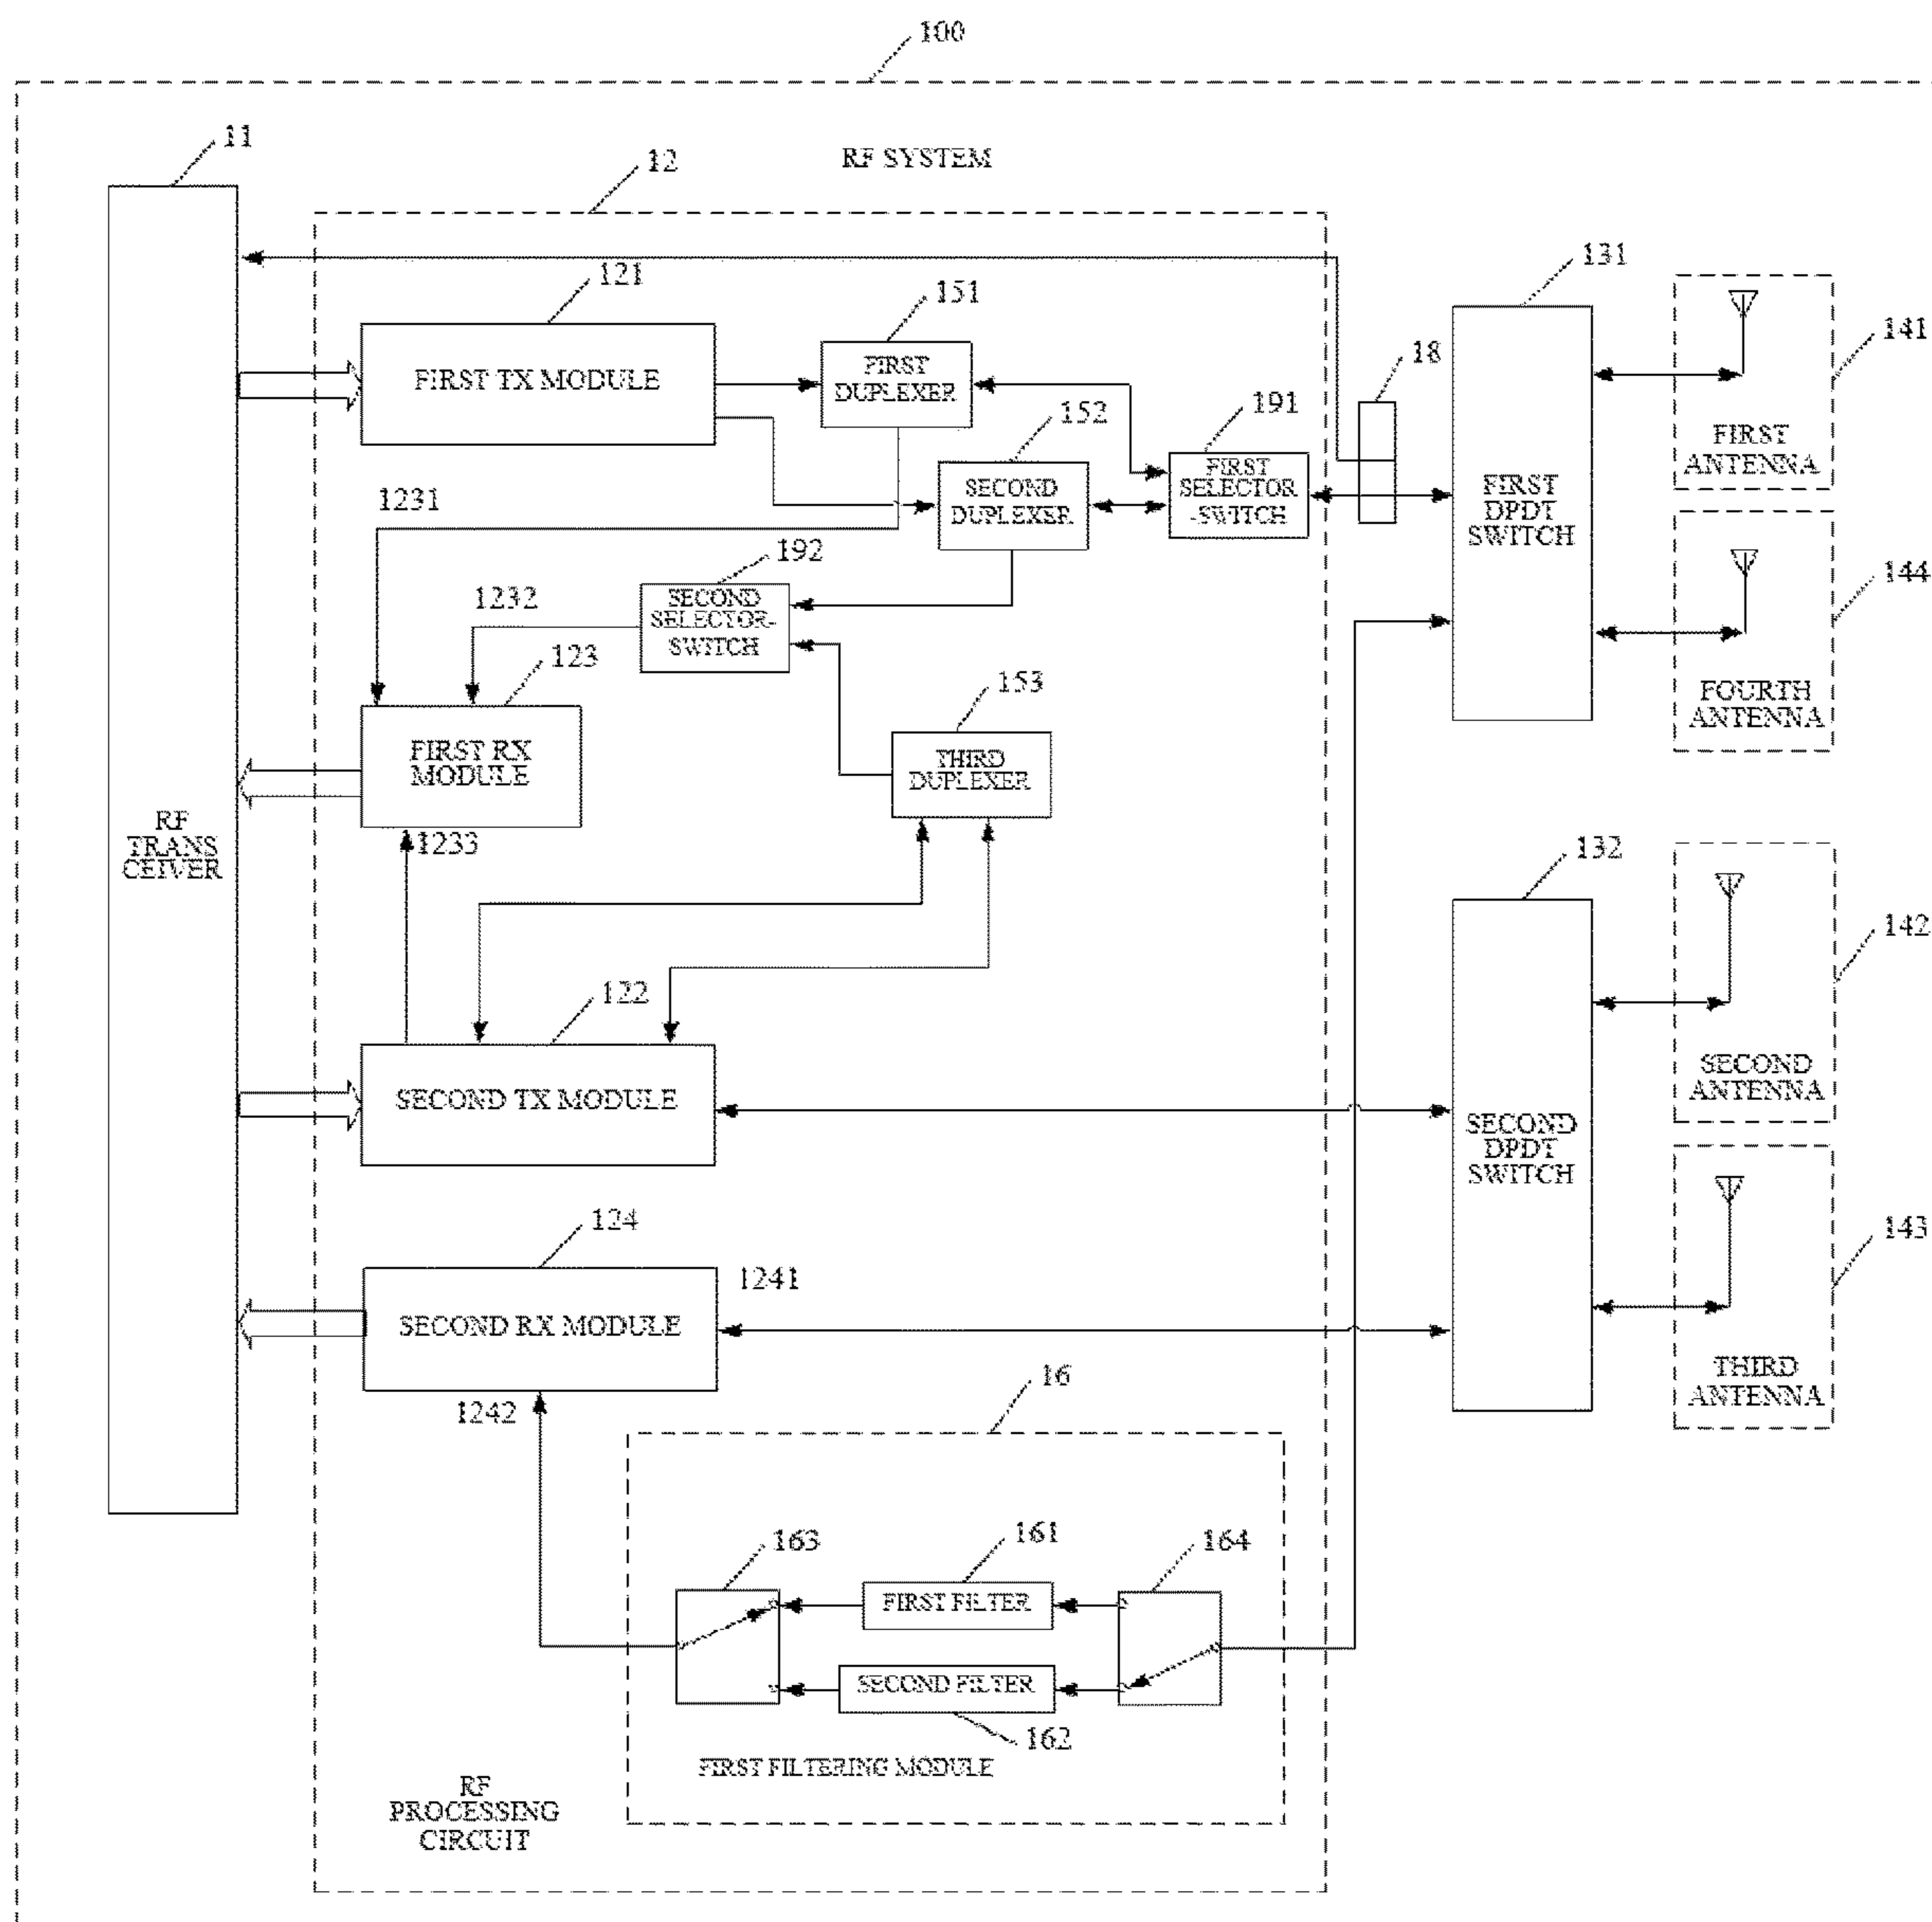 100
11
12
RF SYSTEM
121
151
131
141
18
FIRST TX MODULE
FIRST
DUPLEXER
152
191
FIRST
ANTENNA
1231
SECOND
DUPLEXER
FIRST
SELECTOR
-SWITCH
FIRST
DPDT
SWITCH
192
144
1232
SECOND
SELECTOR-
SWITCH
123
153
FOURTH
ANTENNA
FIRST RX
MODULE
THIRD
DUPLEXER
RF
TRANS
CEIVER
1233
132
142
122
SECOND
ANTENNA
SECOND TX MODULE
SECOND
DPDT
SWITCH
124
143
1241
SECOND RX MODULE
THIRD
ANTENNA
16
1242
163
161
164
FIRST FILTER
SECOND FILTER
162
FIRST FILTERING MODULE
RF
PROCESSING
CIRCUIT